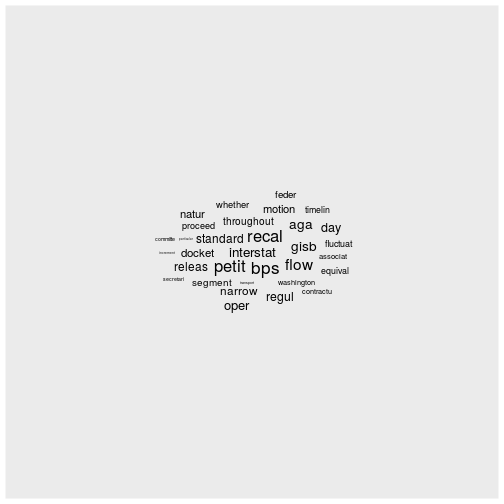 feder
whether
motion
timelin
natur
throughout
proceed
aga
day
recal
standard
committe
gisb
fluctuat
docket
interstat
associat
flow
releas
petit
bps
equival
secretari
segment
washington
narrow
contractu
regul
oper